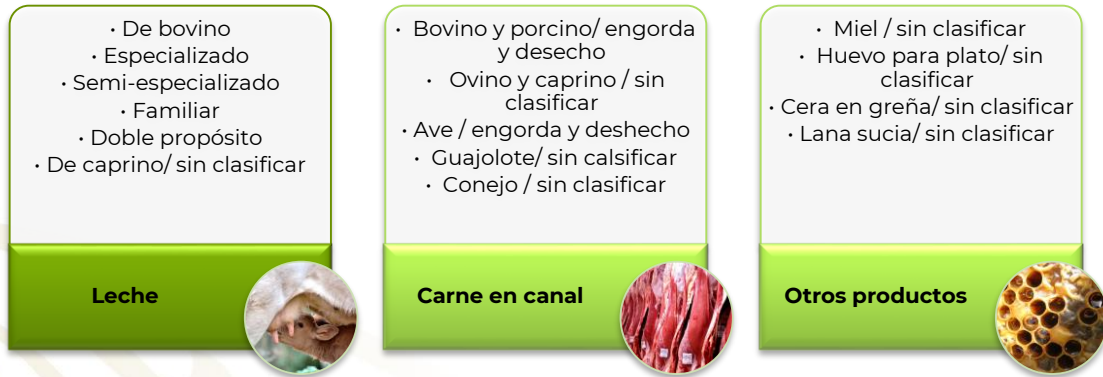 · De bovino
· Especializado
· Semi-especializado
· Familiar
· Doble propósito
· De caprino/ sin clasificar
Leche
· Bovino y porcino/ engorda
y desecho
· Ovino y caprino / sin
clasificar
· Ave / engorda y deshecho
· Guajolote/ sin calsificar
· Conejo / sin clasificar
Carne en canal
· Miel / sin clasificar
· Huevo para plato/ sin
clasificar
· Cera en greña/ sin clasificar
· Lana sucia/ sin clasificar
Otros productos